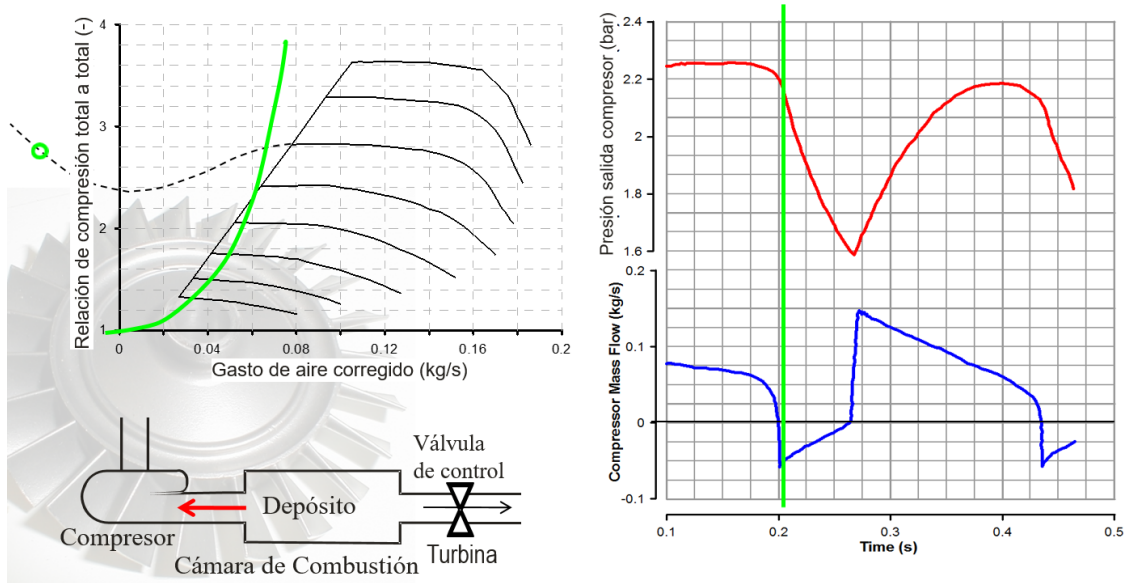 Relación de compresión total a total (-)
4
3
2
1
0
0.04
0.08
0.12
0.16
0.2
Gasto de aire corregido (kg/s)
Compresor
Depósito
Cámara de Combustión
Válvula
de control
Turbina
Presión salida compresor (bar)
2.4
2.2
2
1.8
1.6
Compressor Mass Flow (kg/s)
0.2
0.1
0
-0.1
0.1
0.2
0.3
0.4
0.5
Time (s)